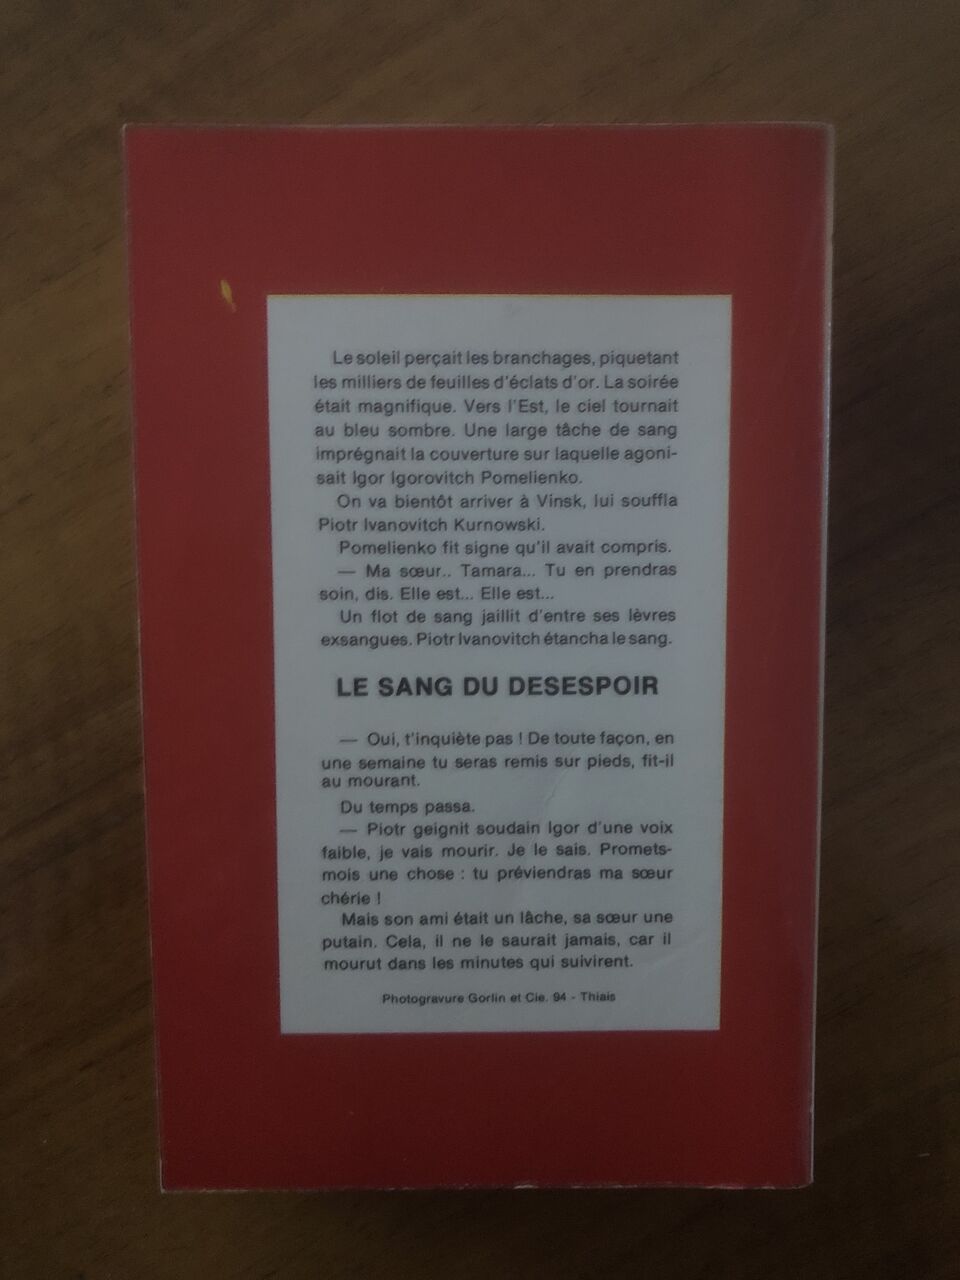 Le soleil perçait les branchages, piquetant
les milliers de feuilles d'éclats d'or. La soirée
était magnifique. Vers l'Est, le ciel tournait
au bleu sombre. Une large tâche de sang
imprégnait la couverture sur laquelle agoni-
sait Igor Igorovitch Pomelienko.
On va bientôt arriver à Vinsk, lui souffla
Piotr Ivanovitch Kurnowski.
Pomelienko fit signe qu'il avait compris.
— Ma sœur.. Tamara... Tu en prendras
soin, dis. Elle est... Elle est...
Un flot de sang jaillit d'entre ses lèvres
exsangues. Piotr Ivanovitch étancha le sang.
LE SANG DU DESESPOIR
— Oui, t'inquiète pas ! De toute façon, en
une semaine tu seras remis sur pieds, fit-il
au mourant.
Du temps passa.
— Piotr geignit soudain Igor d'une voix
faible, je vais mourir. Je le sais. Promets-
mois une chose : tu préviendras ma sœur
chérie !
Mais son ami était un lâche, sa sœur une
putain. Cela, il ne le saurait jamais, car il
mourut dans les minutes qui suivirent.
Photogravure Gorlin et Cie. 94 - Thiais